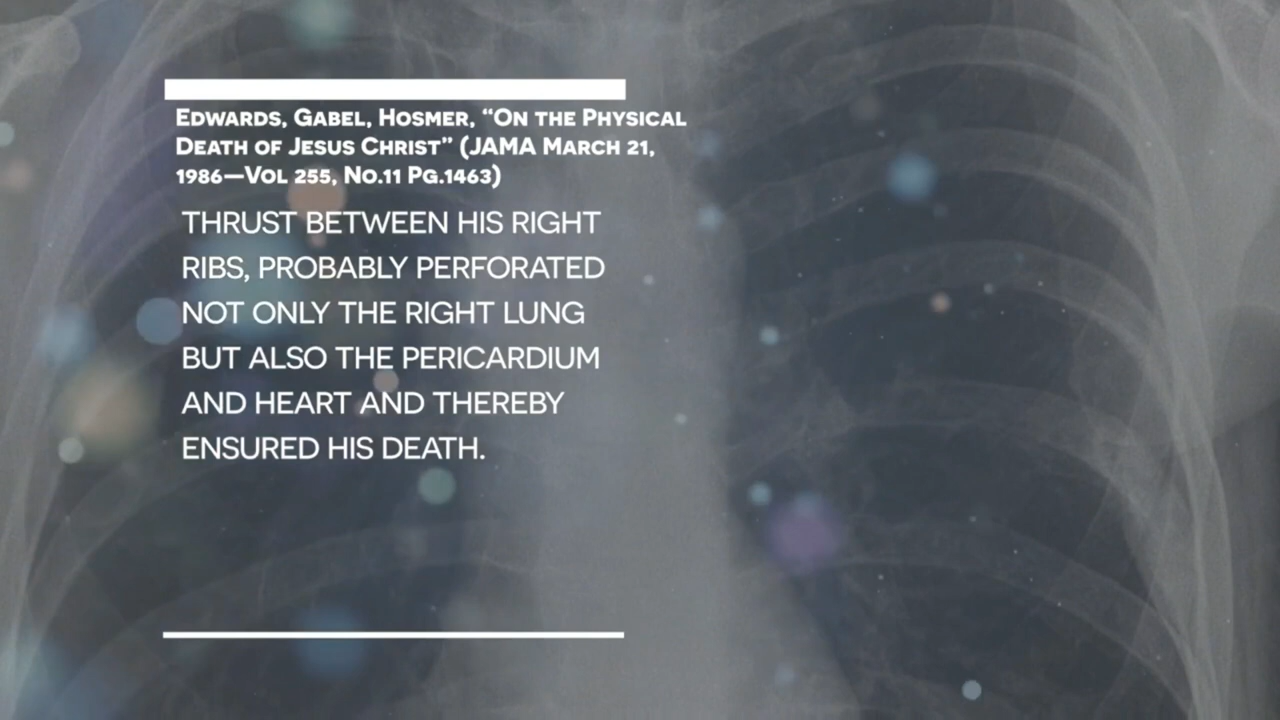 Edwards, Gabel, Hosmer, “On the Physical
Death of Jesus Christ” (JAMA March 21,
1986—Vol 255, No.11 Pg.1463)
THRUST BETWEEN HIS RIGHT
RIBS, PROBABLY PERFORATED
NOT ONLY THE RIGHT LUNG
BUT ALSO THE PERICARDIUM
AND HEART AND THEREBY
ENSURED HIS DEATH.